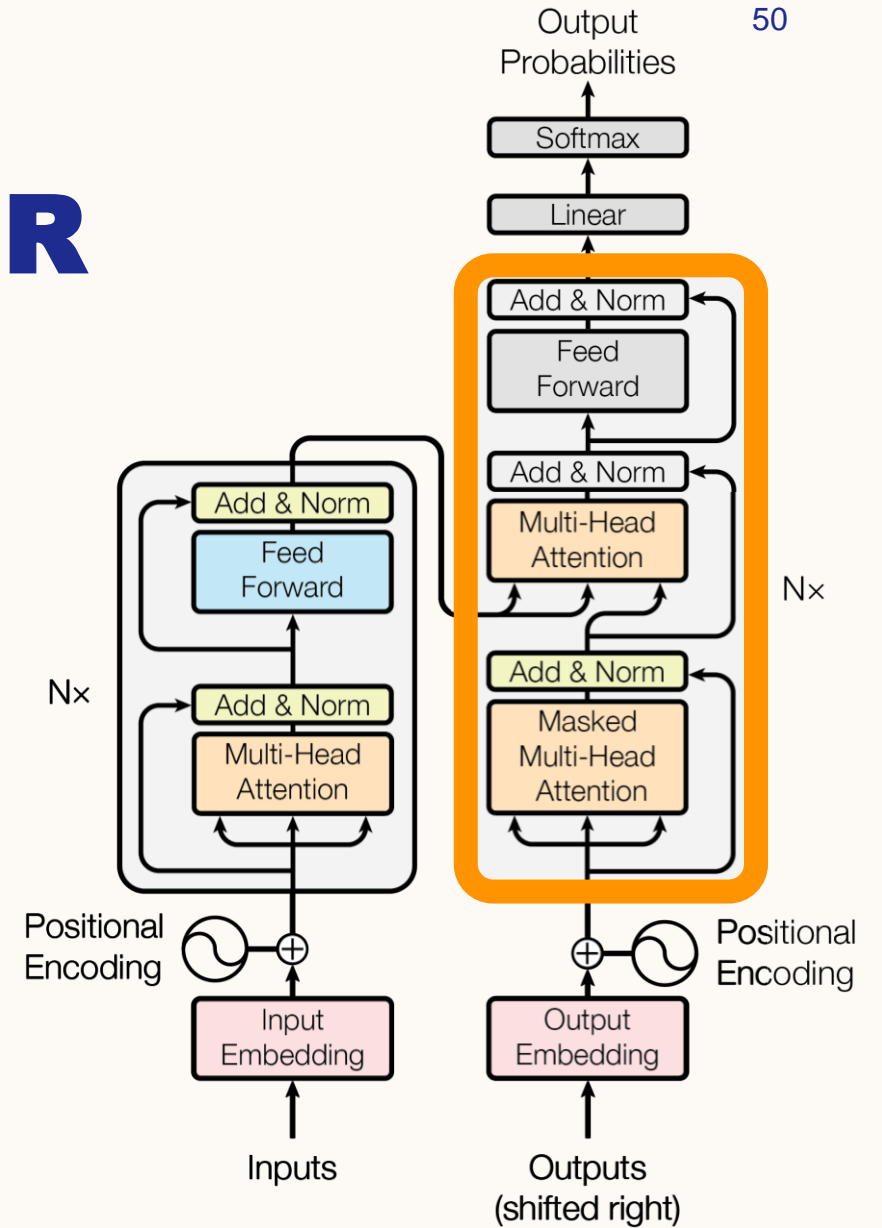 50
R
Output
Probabilities
Softmax
Linear
Add & Norm
Feed
Forward
Add & Norm
Multi-Head
Attention
Nx
Add & Norm
Masked
Multi-Head
Attention
Add & Norm
Feed
Forward
Nx
Add & Norm
Multi-Head
Attention
Positional
Encoding
Positional
Encoding
Input
Embedding
Output
Embedding
Inputs
Outputs
(shifted right)